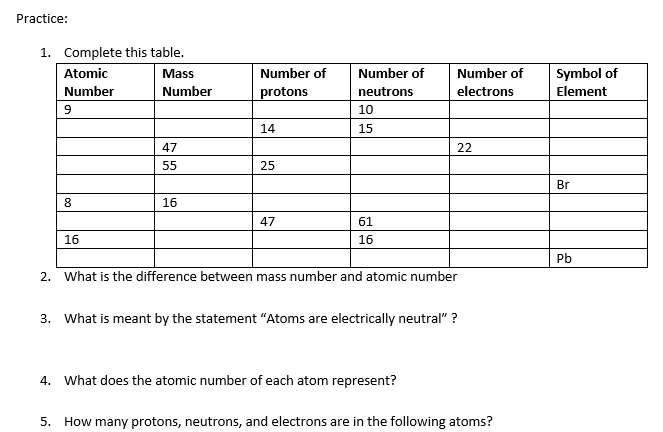 Practice:
1. Complete this table.
Atomic Number Mass Number Number of protons Number of neutrons Number of electrons Symbol of Element
9 10
14 15
47 22
55 25
Br
8 16
47 61
16 16
Pb
2. What is the difference between mass number and atomic number
3. What is meant by the statement “Atoms are electrically neutral” ?
4. What does the atomic number of each atom represent?
5. How many protons, neutrons, and electrons are in the following atoms?